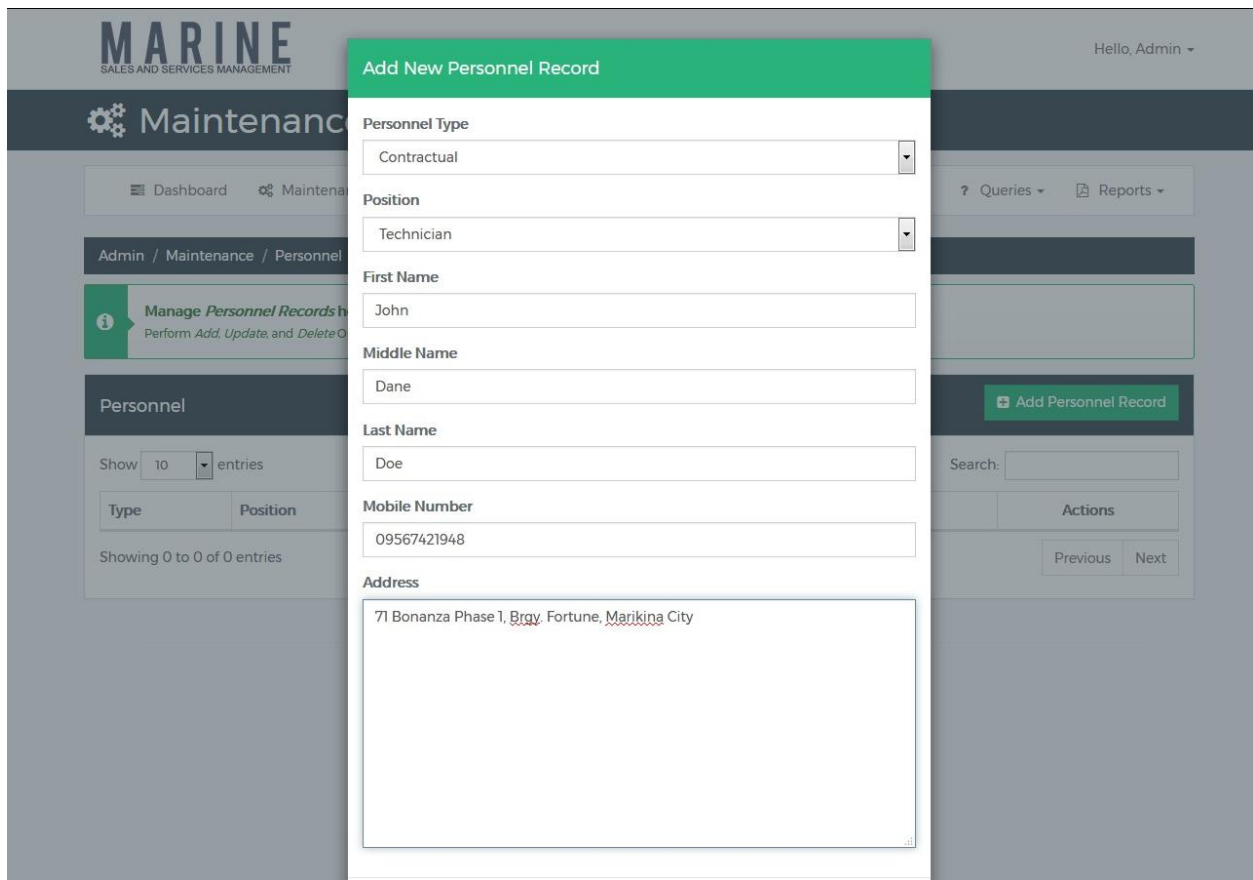 MARINE
SALES AND SERVICES MANAGEMENT
Hello, Admin
Maintenanc
Dashboard Maintena
Queries Reports
Admin / Maintenance / Personnel
Manage Personnel Records h
Perform Add, Update, and Delete O
Personnel
Add Personnel Record
Show 10 entries
Search:
Type Position Actions
Showing 0 to 0 of 0 entries
Previous Next
Add New Personnel Record
Personnel Type
Contractual
Position
Technician
First Name
John
Middle Name
Dane
Last Name
Doe
Mobile Number
09567421948
Address
71 Bonanza Phase 1, Brgy. Fortune, Marikina City